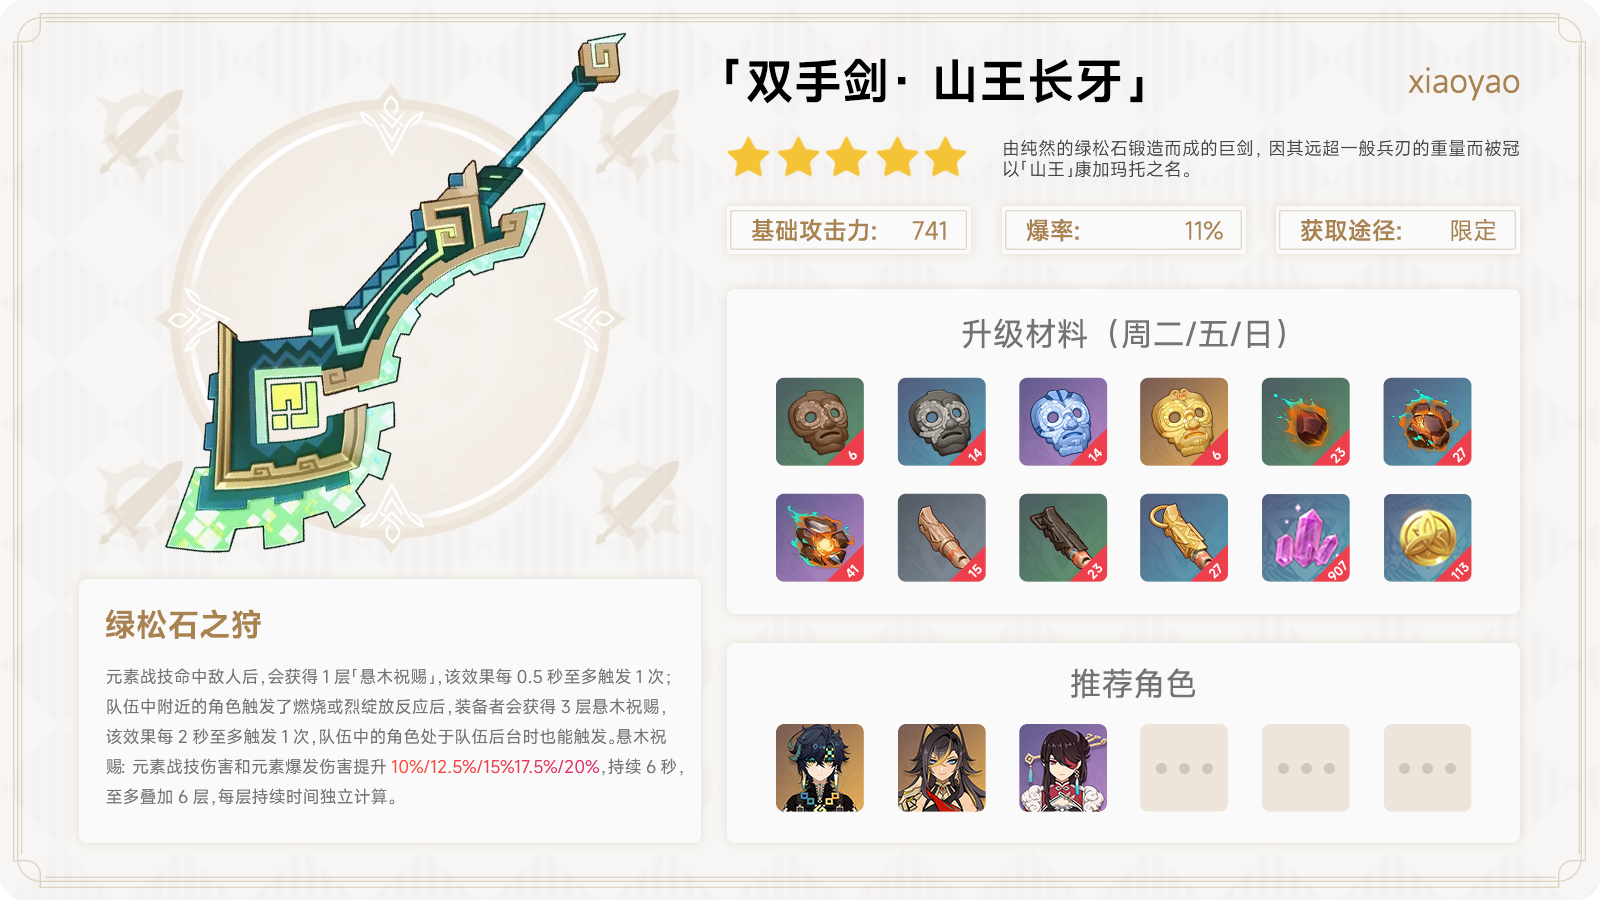 「双手剑· 山王长牙」
xiaoyao
由纯然的绿松石锻造而成的巨剑，因其远超一般兵刃的重量而被冠
以「山王」康加玛托之名。
基础攻击力: 741
爆率: 11%
获取途径: 限定
升级材料（周二/五/日）
6 14 14 6 23 27
41 15 23 27 907 113
绿松石之狩
元素战技命中敌人后,会获得 1 层「悬木祝赐」,该效果每 0.5 秒至多触发 1 次;
队伍中附近的角色触发了燃烧或烈绽放反应后,装备者会获得 3 层悬木祝赐,
该效果每 2 秒至多触发 1 次,队伍中的角色处于队伍后台时也能触发。悬木祝
赐: 元素战技伤害和元素爆发伤害提升 10%/12.5%/15%17.5%/20%,持续 6 秒,
至多叠加 6 层,每层持续时间独立计算。
推荐角色